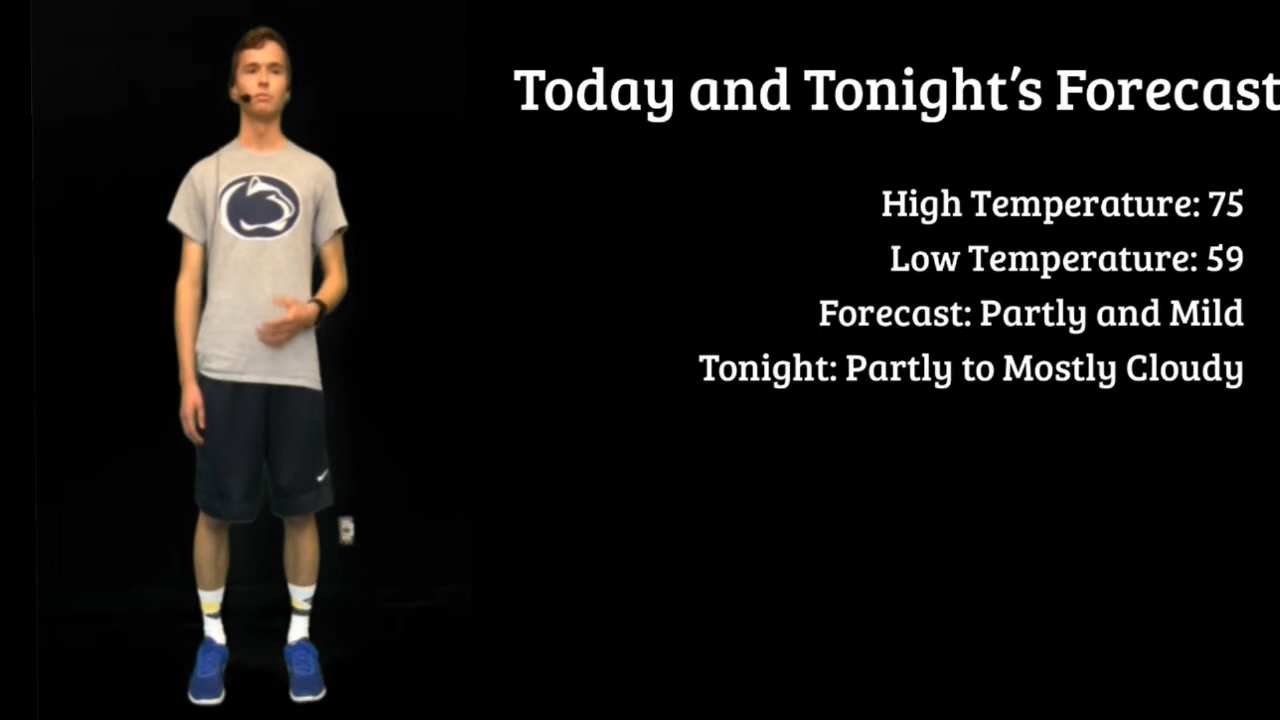 Today and Tonight's Forecast
High Temperature: 75
Low Temperature: 59
Forecast: Partly and Mild
Tonight: Partly to Mostly Cloudy